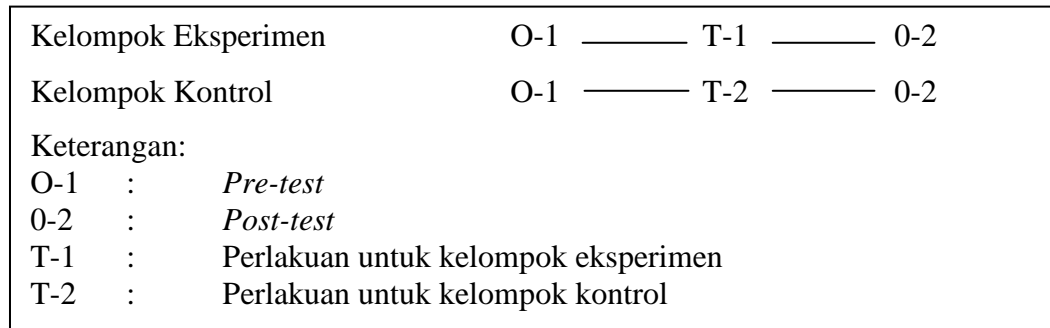 Kelompok Eksperimen O-1 T-1 0-2
Kelompok Kontrol O-1 T-2 0-2
Keterangan:
O-1 : Pre-test
0-2 : Post-test
T-1 : Perlakuan untuk kelompok eksperimen
T-2 : Perlakuan untuk kelompok kontrol